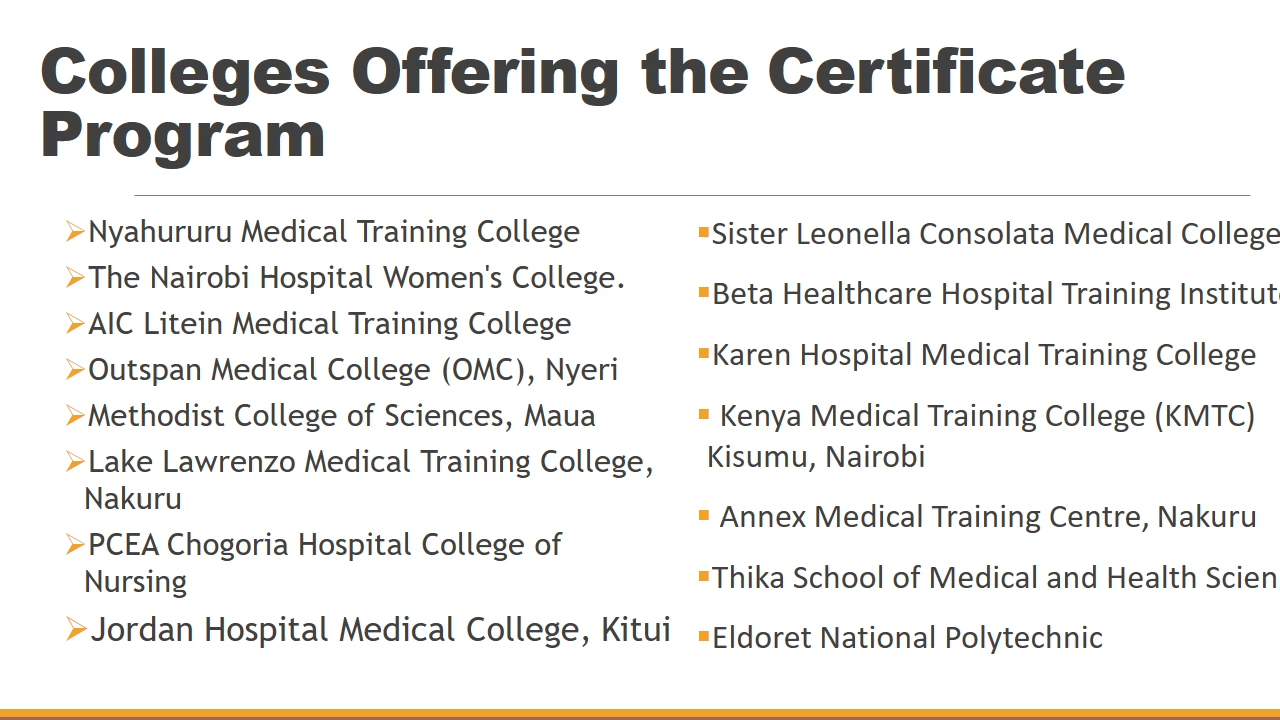 Colleges Offering the Certificate
Program
Nyahururu Medical Training College
The Nairobi Hospital Women's College.
AIC Litein Medical Training College
Outspan Medical College (OMC), Nyeri
Methodist College of Sciences, Maua
Lake Lawrenzo Medical Training College,
Nakuru
PCEA Chogoria Hospital College of
Nursing
Jordan Hospital Medical College, Kitui
Sister Leonella Consolata Medical College
Beta Healthcare Hospital Training Institute
Karen Hospital Medical Training College
Kenya Medical Training College (KMTC)
Kisumu, Nairobi
Annex Medical Training Centre, Nakuru
Thika School of Medical and Health Scien
Eldoret National Polytechnic